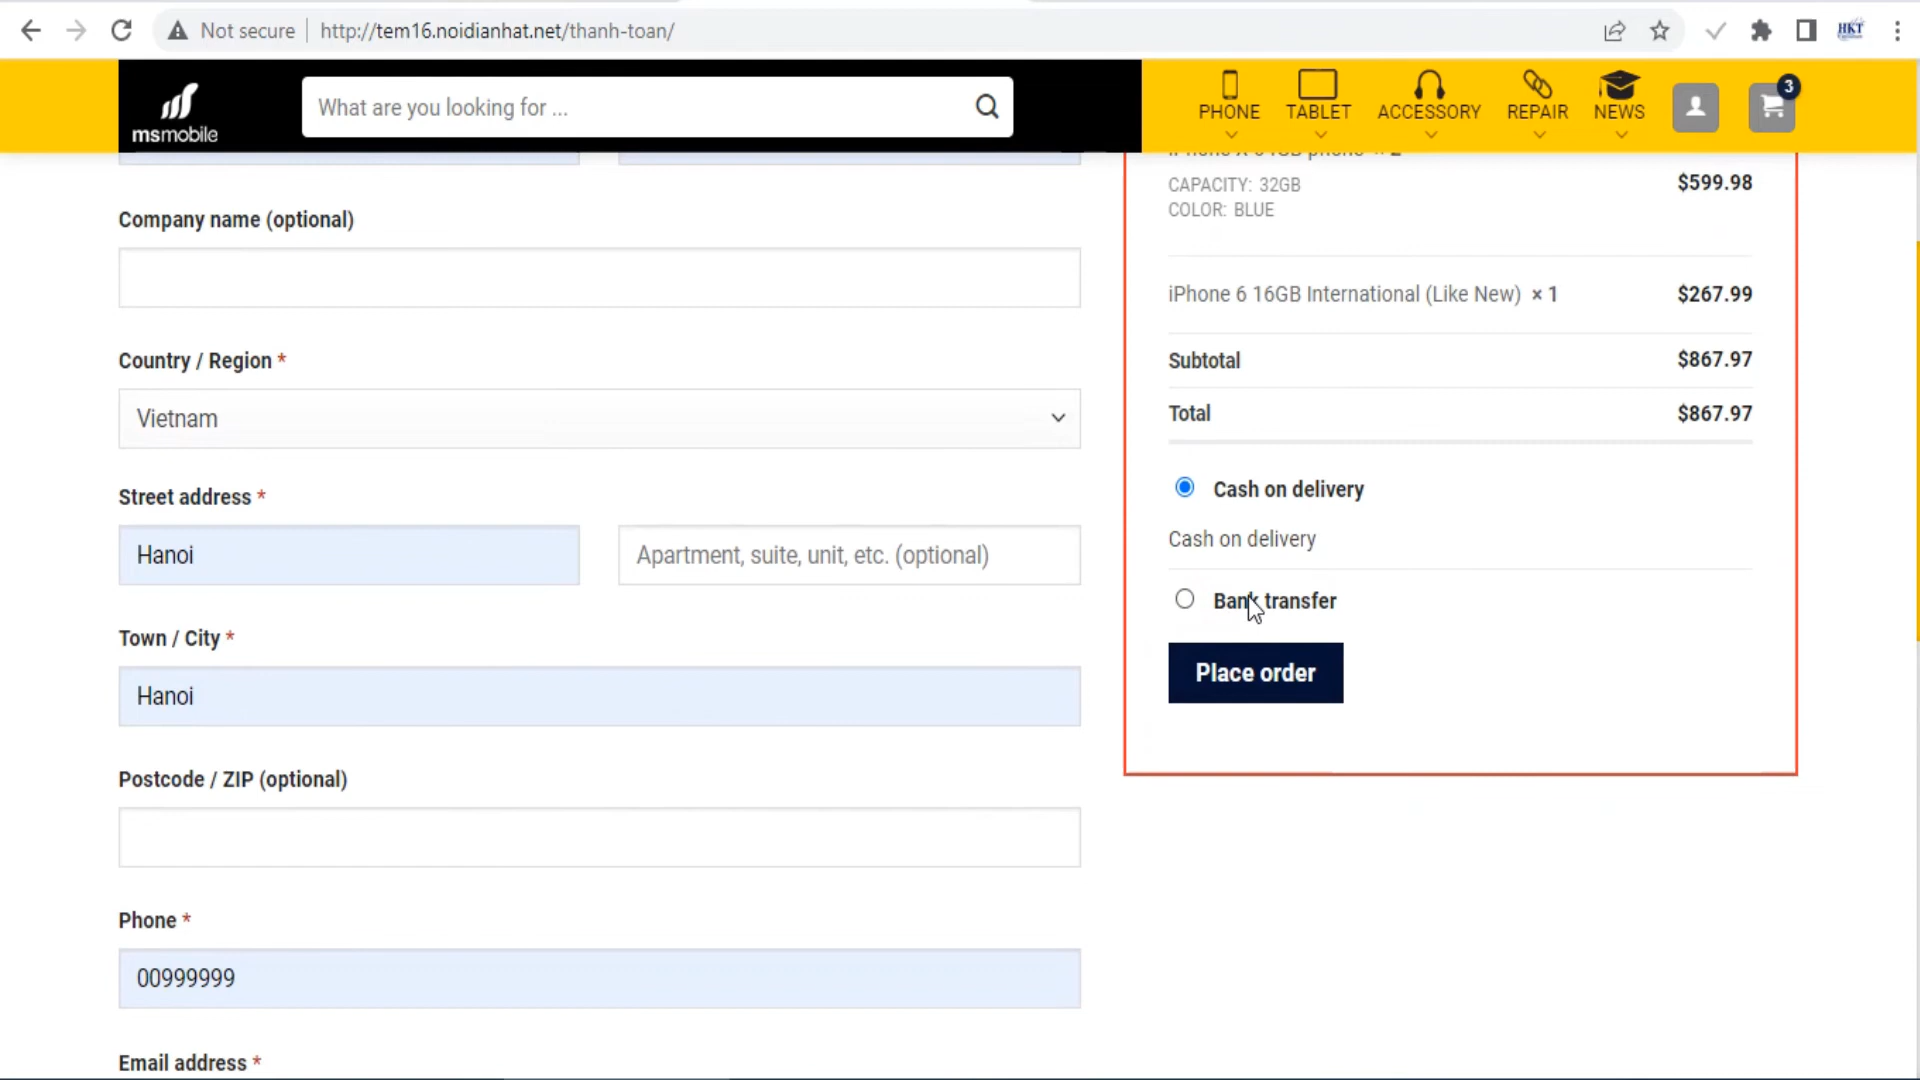 Not secure
http://tem16.noidianhat.net/thanh-toan/
HKT
msmobile
What are you looking for ...
PHONE
TABLET
ACCESSORY
REPAIR
NEWS
3
CAPACITY: 32GB
$599.98
COLOR: BLUE
Company name (optional)
iPhone 6 16GB International (Like New) × 1
$267.99
Country / Region *
Subtotal
$867.97
Vietnam
Total
$867.97
Street address *
Cash on delivery
Hanoi
Apartment, suite, unit, etc. (optional)
Cash on delivery
Bank transfer
Town / City *
Place order
Hanoi
Postcode / ZIP (optional)
Phone *
00999999
Email address *